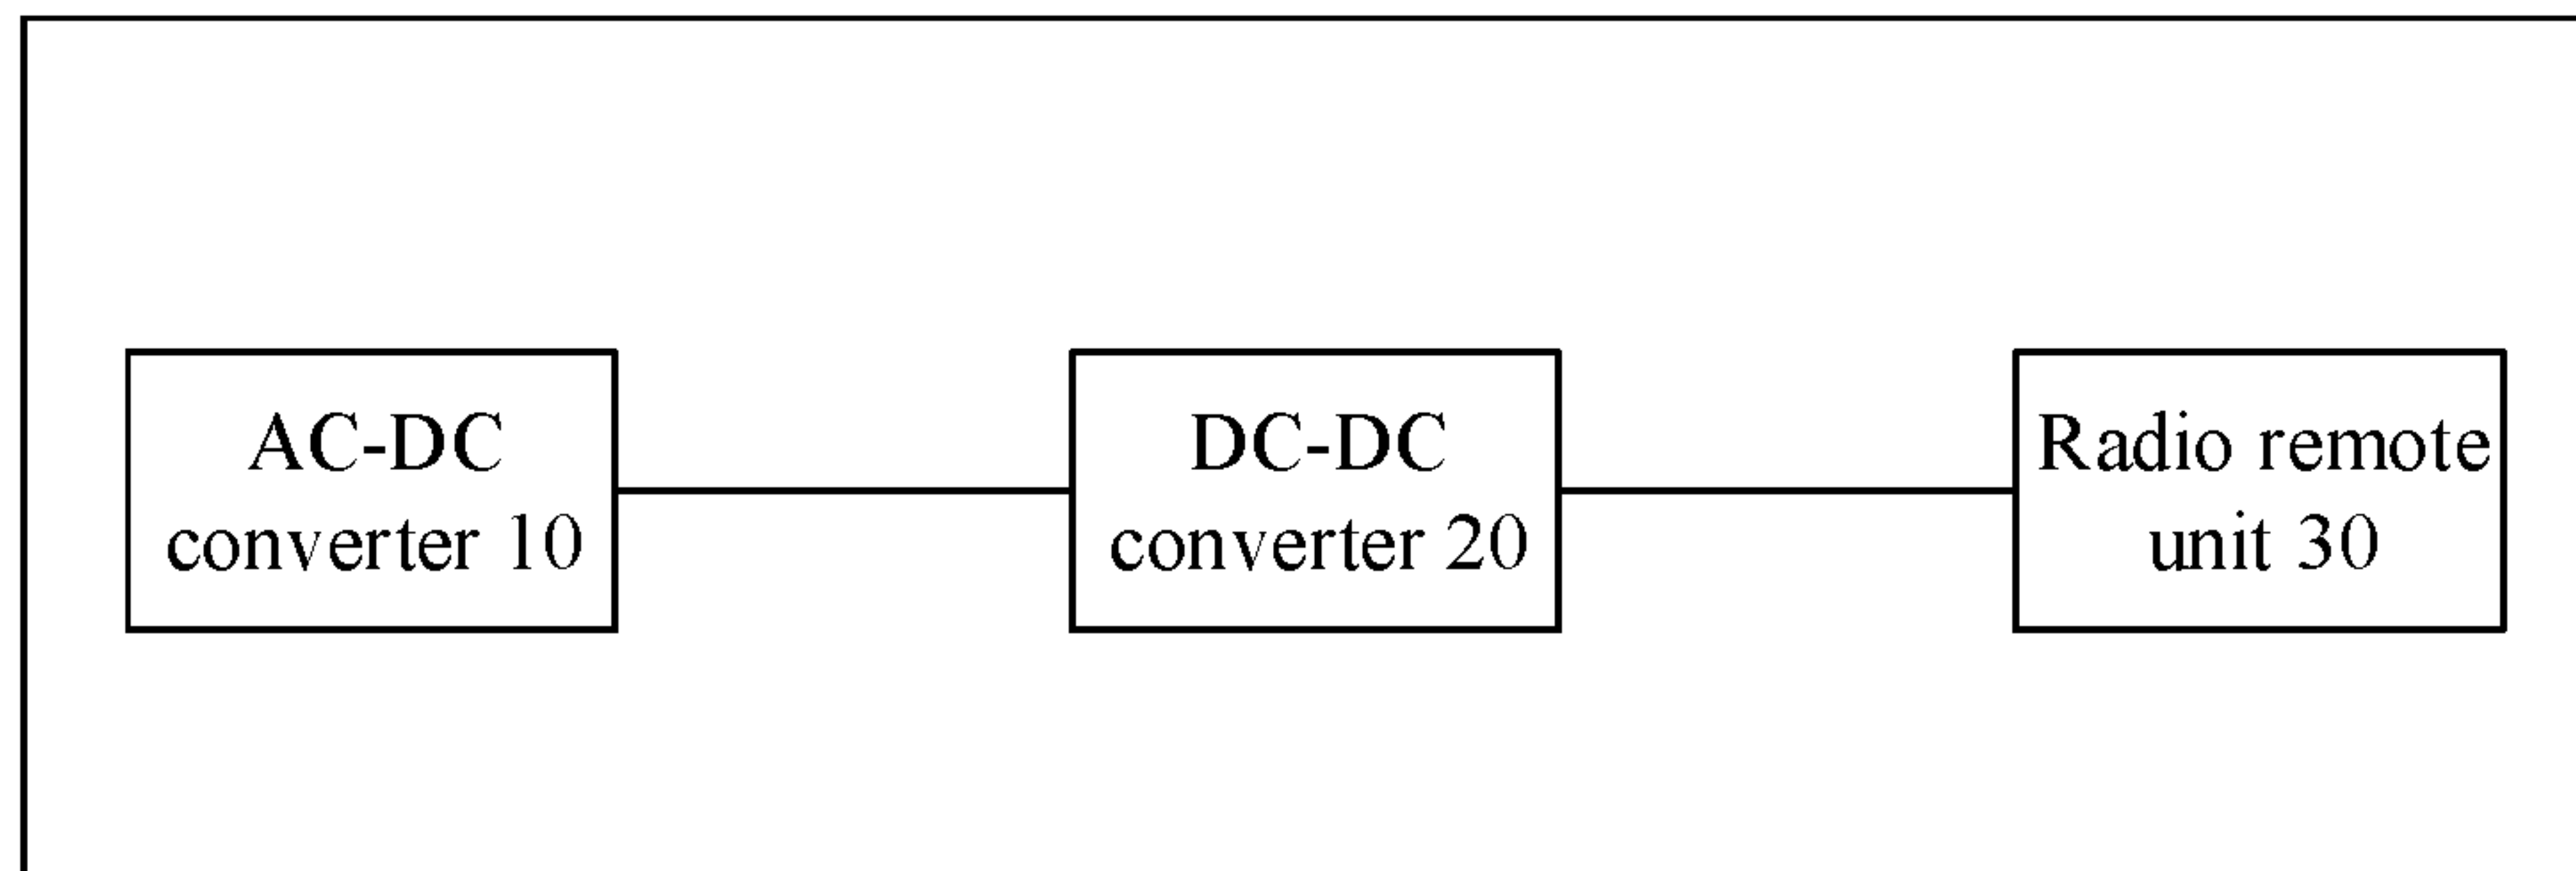 AC-DC
converter 10
DC-DC
converter 20
Radio remote
unit 30